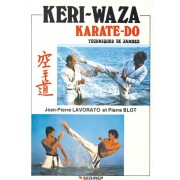 KERI-WAZA
KARATE-DO
TECHNIQUES DE JAMBES
空手道
Jean-Pierre LAVORATO et Pierre BLOT
SEDIREP